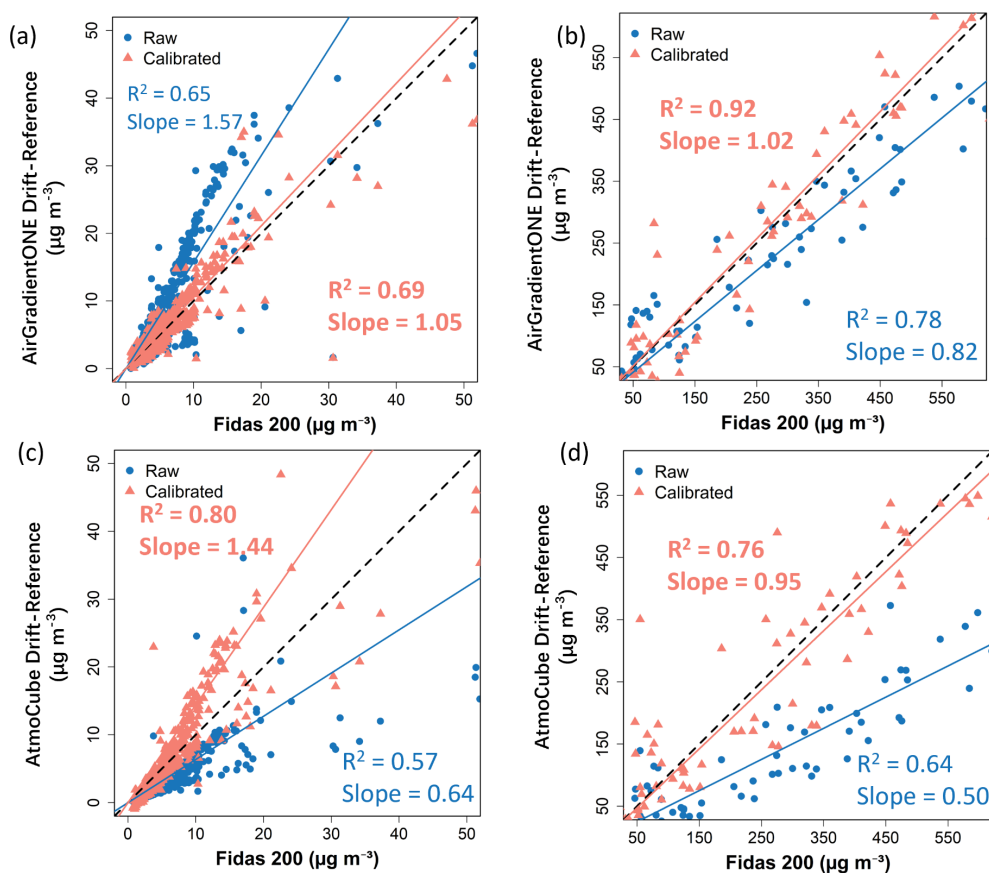 (a)
Raw
Calibrated
R² = 0.65
Slope = 1.57
R² = 0.69
Slope = 1.05
50
40
30
20
10
0
0 10 20 30 40 50
AirGradientONE Drift-Reference
(µg m⁻³)
Fidas 200 (µg m⁻³)
(b)
Raw
Calibrated
R² = 0.92
Slope = 1.02
R² = 0.78
Slope = 0.82
550
450
350
250
150
50
50 150 250 350 450 550
AirGradientONE Drift-Reference
(µg m⁻³)
Fidas 200 (µg m⁻³)
(c)
Raw
Calibrated
R² = 0.80
Slope = 1.44
R² = 0.57
Slope = 0.64
50
40
30
20
10
0
0 10 20 30 40 50
AtmoCube Drift-Reference
(µg m⁻³)
Fidas 200 (µg m⁻³)
(d)
Raw
Calibrated
R² = 0.76
Slope = 0.95
R² = 0.64
Slope = 0.50
550
450
350
250
150
50
50 150 250 350 450 550
AtmoCube Drift-Reference
(µg m⁻³)
Fidas 200 (µg m⁻³)